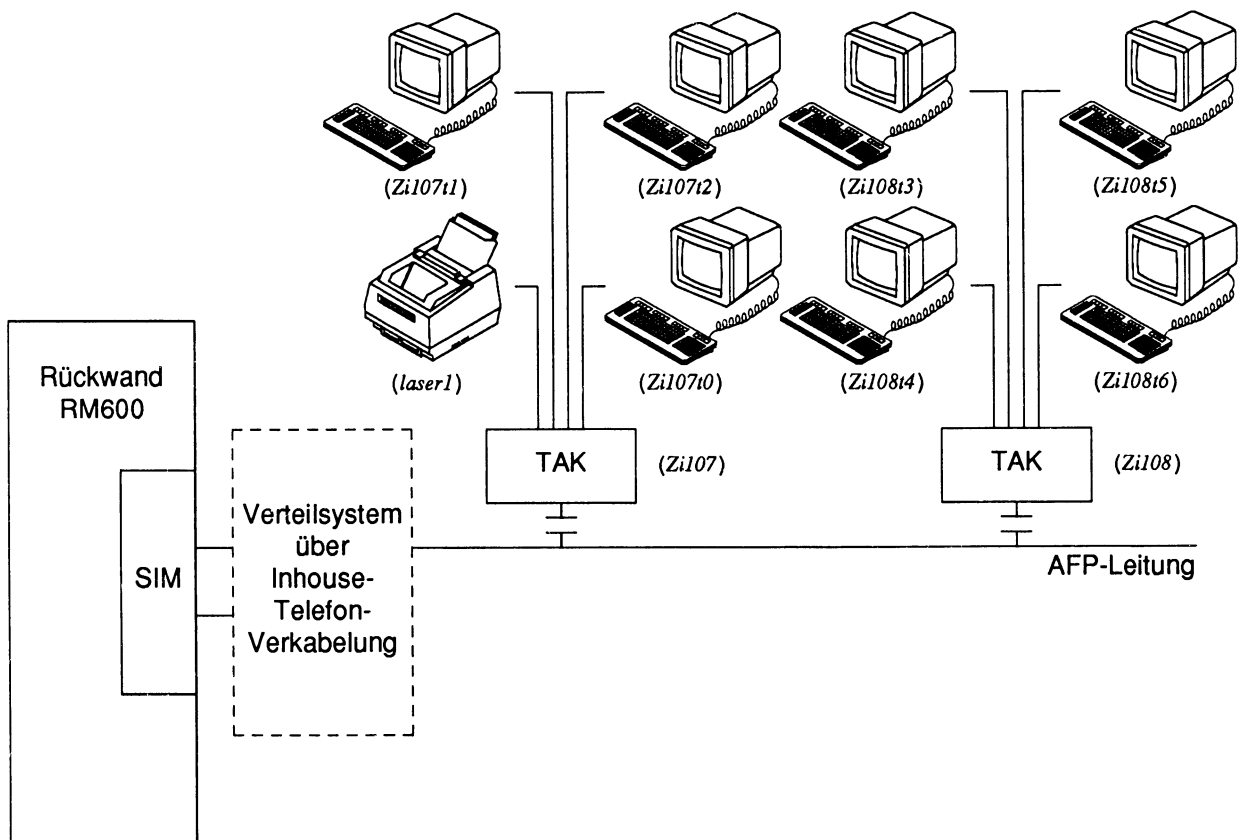 (Zi107t1)
(Zi107t2)
(Zi108t3)
(Zi108t5)
(laser1)
(Zi107t0)
(Zi108t4)
(Zi108t6)
Rückwand
RM600
SIM
Verteilsystem
über
Inhouse-
Telefon-
Verkabelung
TAK
(Zi107)
TAK
(Zi108)
AFP-Leitung